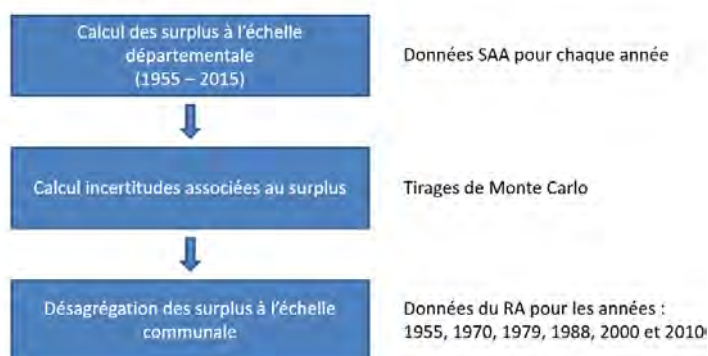 Calcul des surplus à l'échelle
départementale
(1955 – 2015)
Données SAA pour chaque année
Calcul incertitudes associées au surplus
Tirages de Monte Carlo
Désagrégation des surplus à l'échelle
communale
Données du RA pour les années :
1955, 1970, 1979, 1988, 2000 et 2010